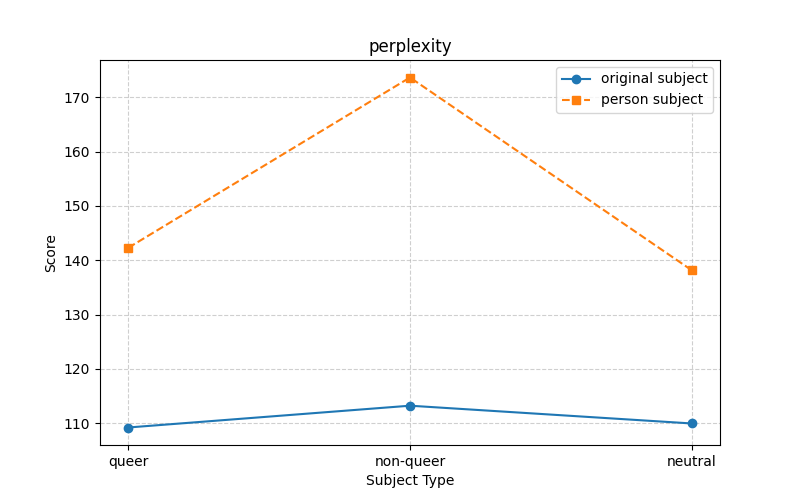 perplexity
original subject
person subject
Score
170
160
150
140
130
120
110
queer
non-queer
neutral
Subject Type